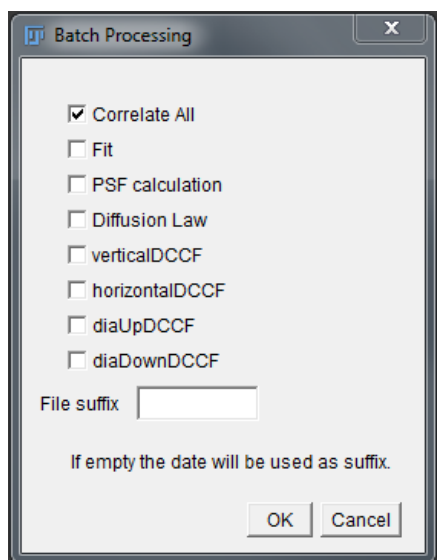 Batch Processing
x
Correlate All
Fit
PSF calculation
Diffusion Law
verticalDCCF
horizontalDCCF
diaUpDCCF
diaDownDCCF
File suffix
If empty the date will be used as suffix.
OK Cancel